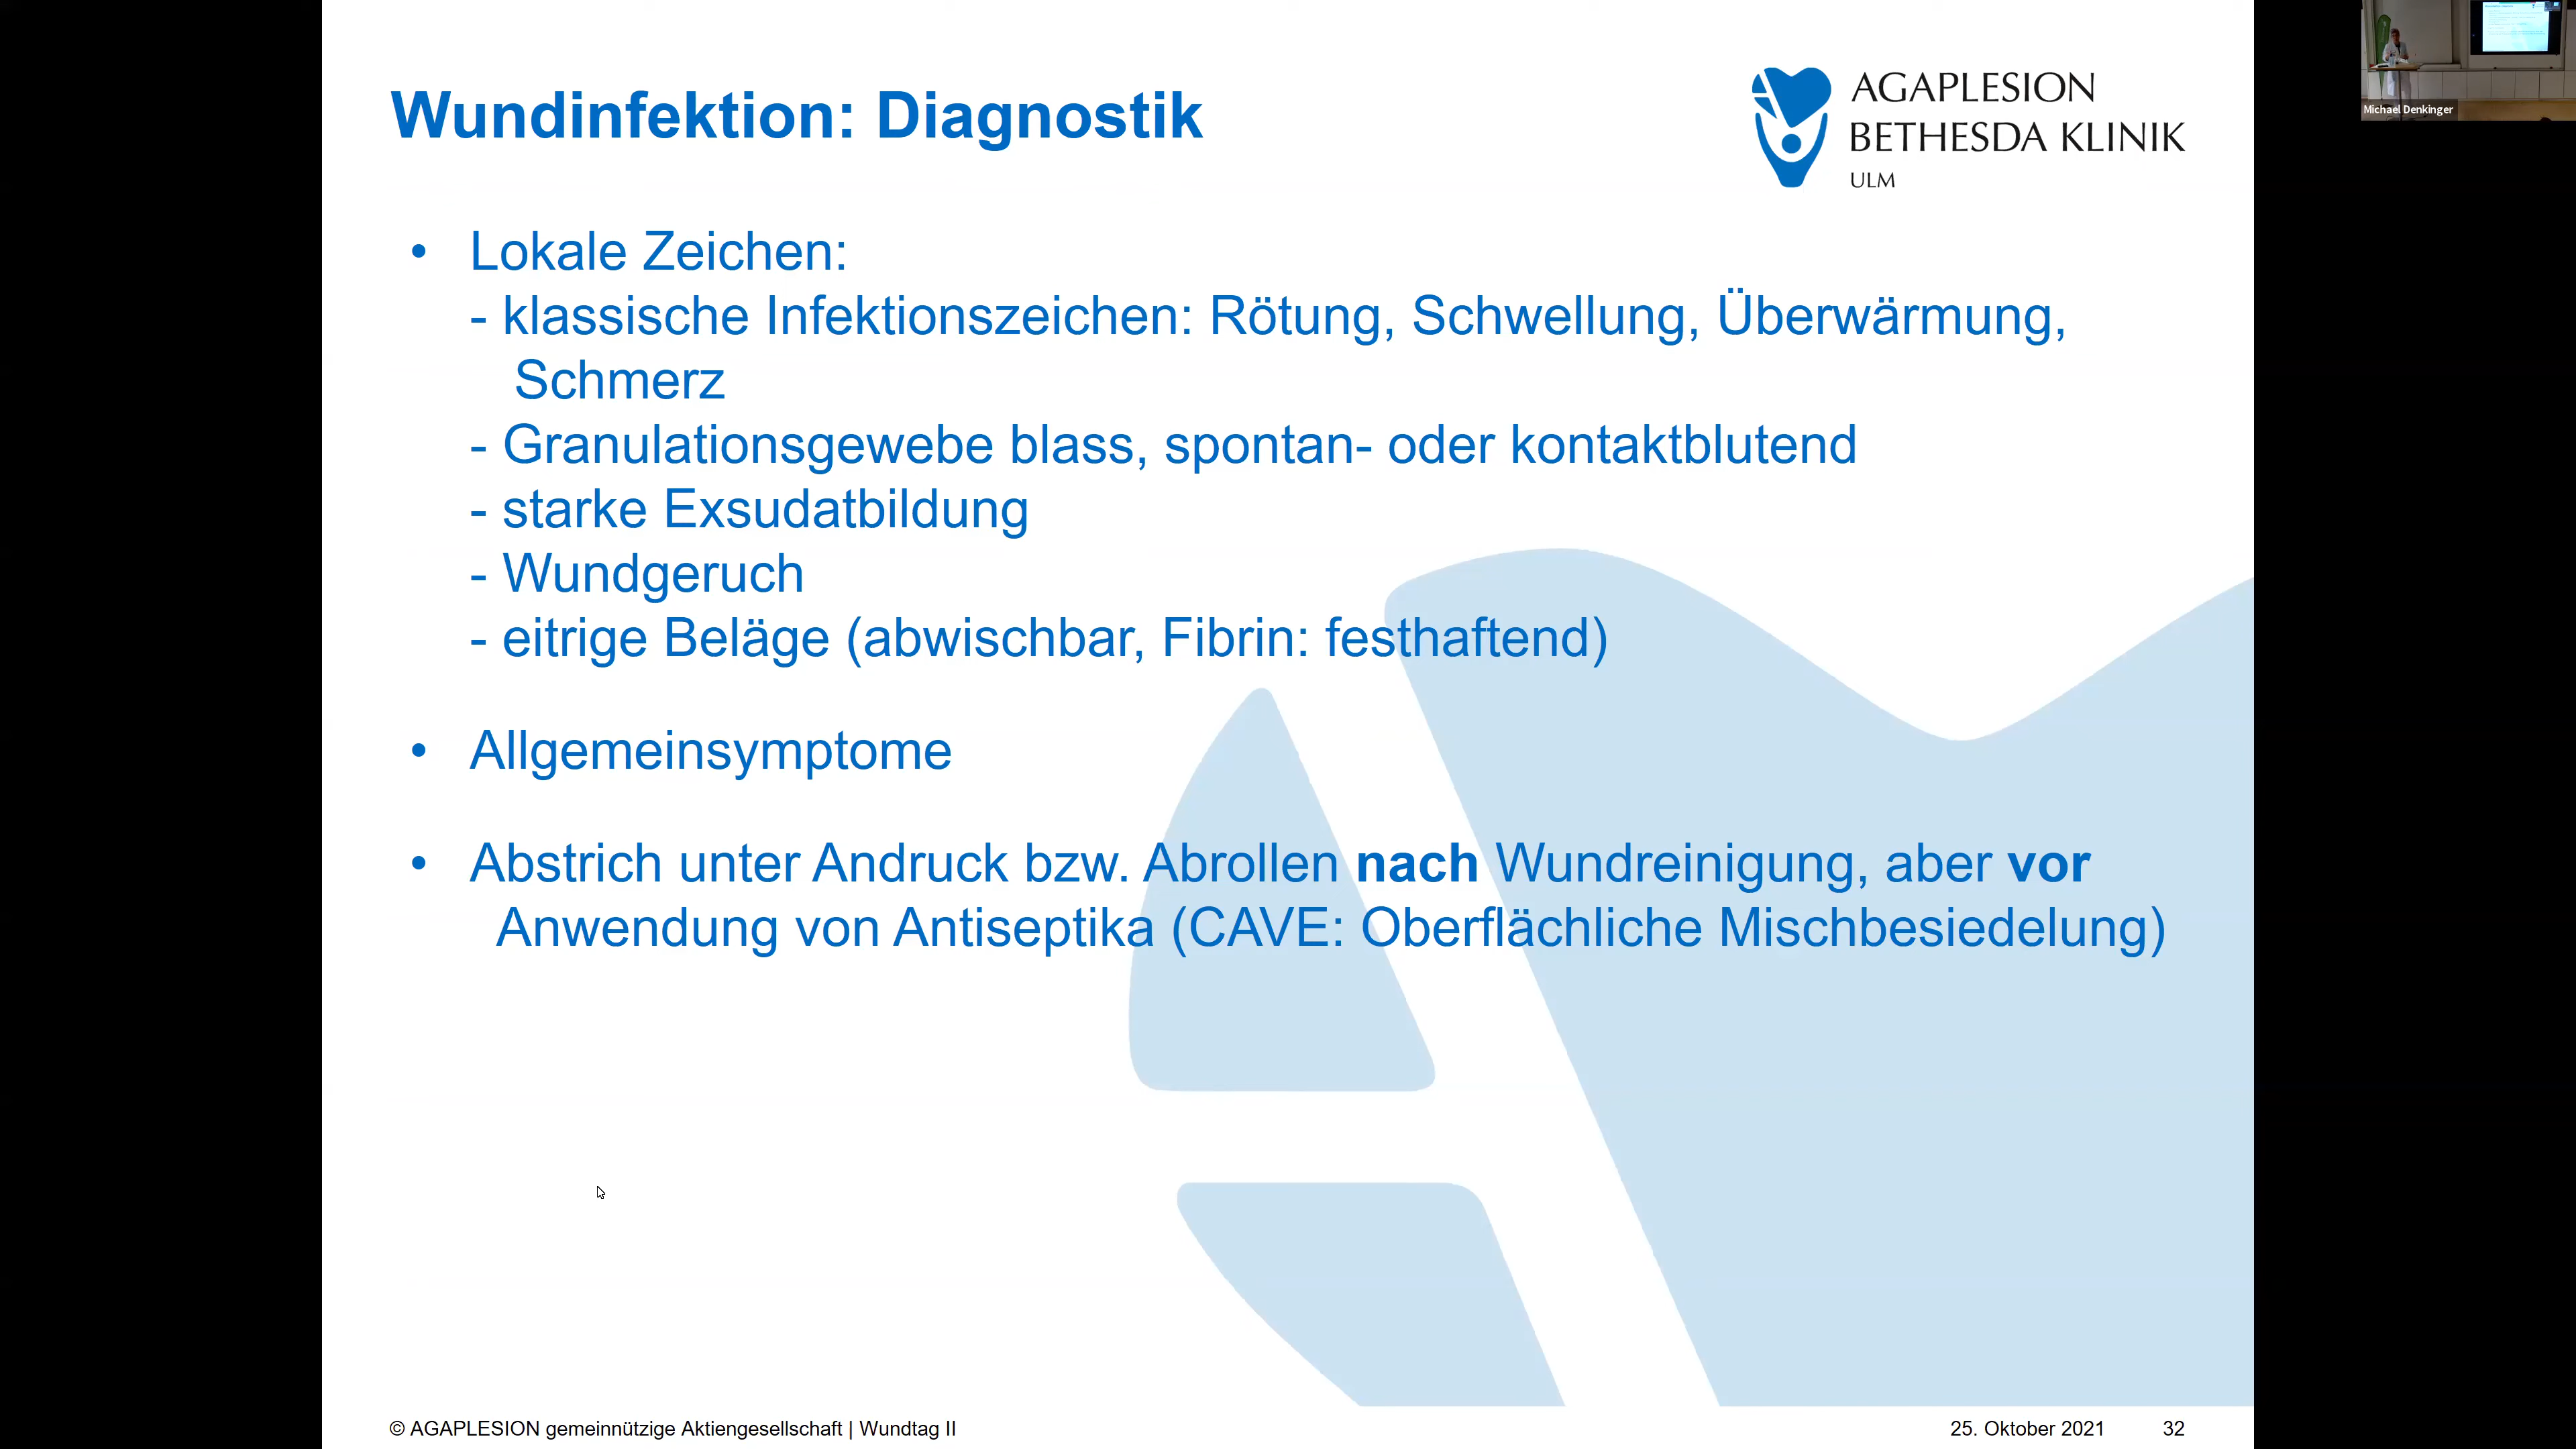 Wundinfektion: Diagnostik
AGAPLESION
BETHESDA KLINIK
ULM
Michael Denkinger
• Lokale Zeichen:
- klassische Infektionszeichen: Rötung, Schwellung, Überwärmung,
Schmerz
- Granulationsgewebe blass, spontan- oder kontaktblutend
- starke Exsudatbildung
- Wundgeruch
- eitrige Beläge (abwischbar, Fibrin: festhaftend)
• Allgemeinsymptome
• Abstrich unter Andruck bzw. Abrollen nach Wundreinigung, aber vor
Anwendung von Antiseptika (CAVE: Oberflächliche Mischbesiedelung)
© AGAPLESION gemeinnützige Aktiengesellschaft | Wundtag II
25. Oktober 2021 32